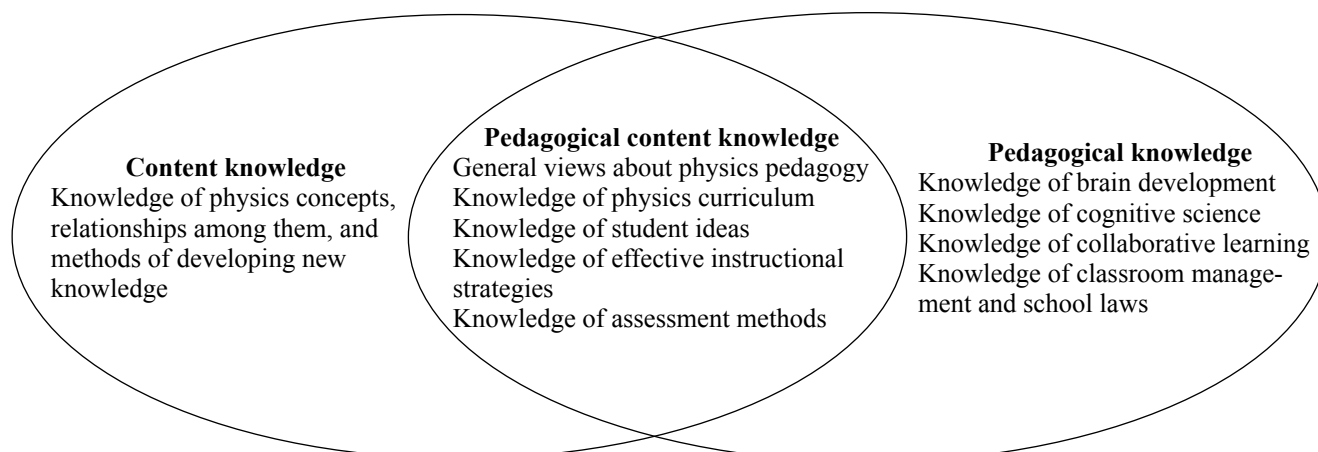 Content knowledge
Knowledge of physics concepts,
relationships among them, and
methods of developing new
knowledge
Pedagogical content knowledge
General views about physics pedagogy
Knowledge of physics curriculum
Knowledge of student ideas
Knowledge of effective instructional
strategies
Knowledge of assessment methods
Pedagogical knowledge
Knowledge of brain development
Knowledge of cognitive science
Knowledge of collaborative learning
Knowledge of classroom manage-
ment and school laws